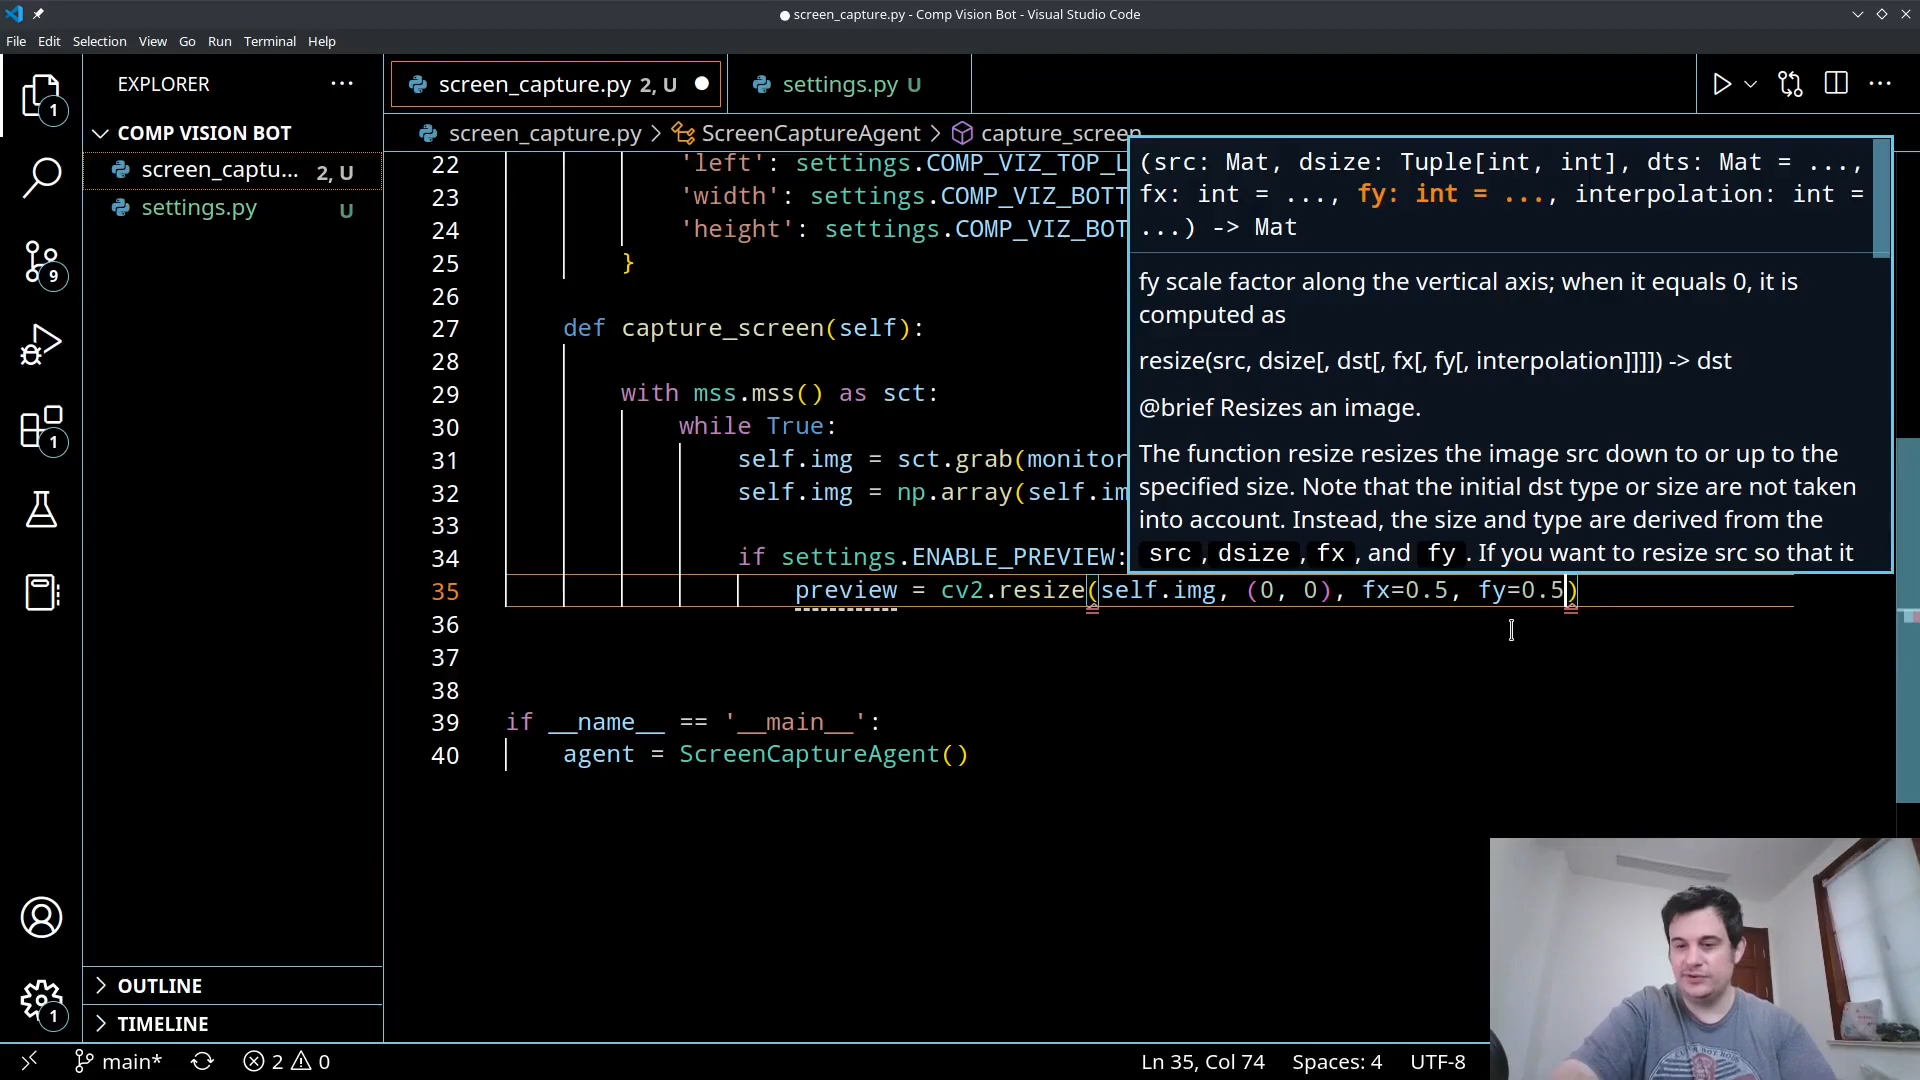 screen_capture.py - Comp Vision Bot - Visual Studio Code
File Edit Selection View Go Run Terminal Help
EXPLORER
screen_capture.py 2, U
settings.py U
COMP VISION BOT
screen_captu... 2, U
settings.py U
screen_capture.py > ScreenCaptureAgent > capture_screen
22 'left': settings.COMP_VIZ_TOP_L
23 'width': settings.COMP_VIZ_BOTT
24 'height': settings.COMP_VIZ_BOT
25 }
26
27 def capture_screen(self):
28
29 with mss.mss() as sct:
30 while True:
31 self.img = sct.grab(monitor
32 self.img = np.array(self.im
33
34 if settings.ENABLE_PREVIEW:
35 preview = cv2.resize(self.img, (0, 0), fx=0.5, fy=0.5)
36
37
38
39 if __name__ == '__main__':
40 agent = ScreenCaptureAgent()
(src: Mat, dsize: Tuple[int, int], dts: Mat = ...,
fx: int = ..., fy: int = ..., interpolation: int =
...) -> Mat
fy scale factor along the vertical axis; when it equals 0, it is
computed as
resize(src, dsize[, dst[, fx[, fy[, interpolation]]]]) -> dst
@brief Resizes an image.
The function resize resizes the image src down to or up to the
specified size. Note that the initial dst type or size are not taken
into account. Instead, the size and type are derived from the
src, dsize, fx, and fy. If you want to resize src so that it
1
9
1
1
OUTLINE
TIMELINE
main* 2 0
Ln 35, Col 74 Spaces: 4 UTF-8